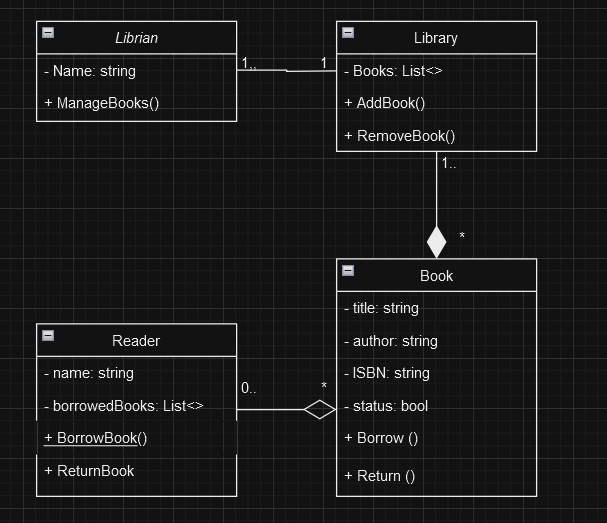 Librian
- Name: string
+ ManageBooks()
1..
1
Library
- Books: List<>
+ AddBook()
+ RemoveBook()
1..
*
Book
- title: string
- author: string
- ISBN: string
- status: bool
+ Borrow ()
+ Return ()
Reader
- name: string
- borrowedBooks: List<>
+ BorrowBook()
+ ReturnBook
0..
*